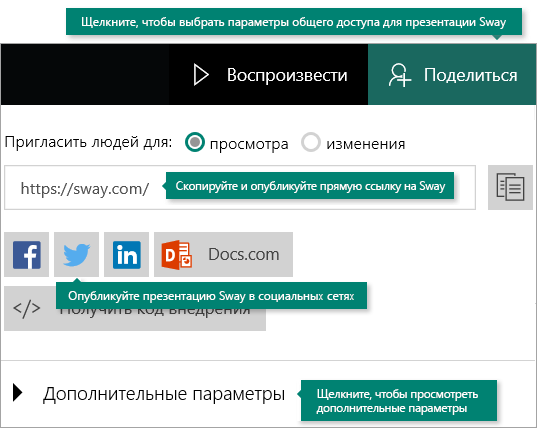 Щелкните, чтобы выбрать параметры общего доступа для презентации Sway
Воспроизвести
Поделиться
Пригласить людей для:
просмотра
изменения
https://sway.com/
Скопируйте и опубликуйте прямую ссылку на Sway
Docs.com
Опубликуйте презентацию Sway в социальных сетях
</> Получить код внедрения
Дополнительные параметры
Щелкните, чтобы просмотреть
дополнительные параметры